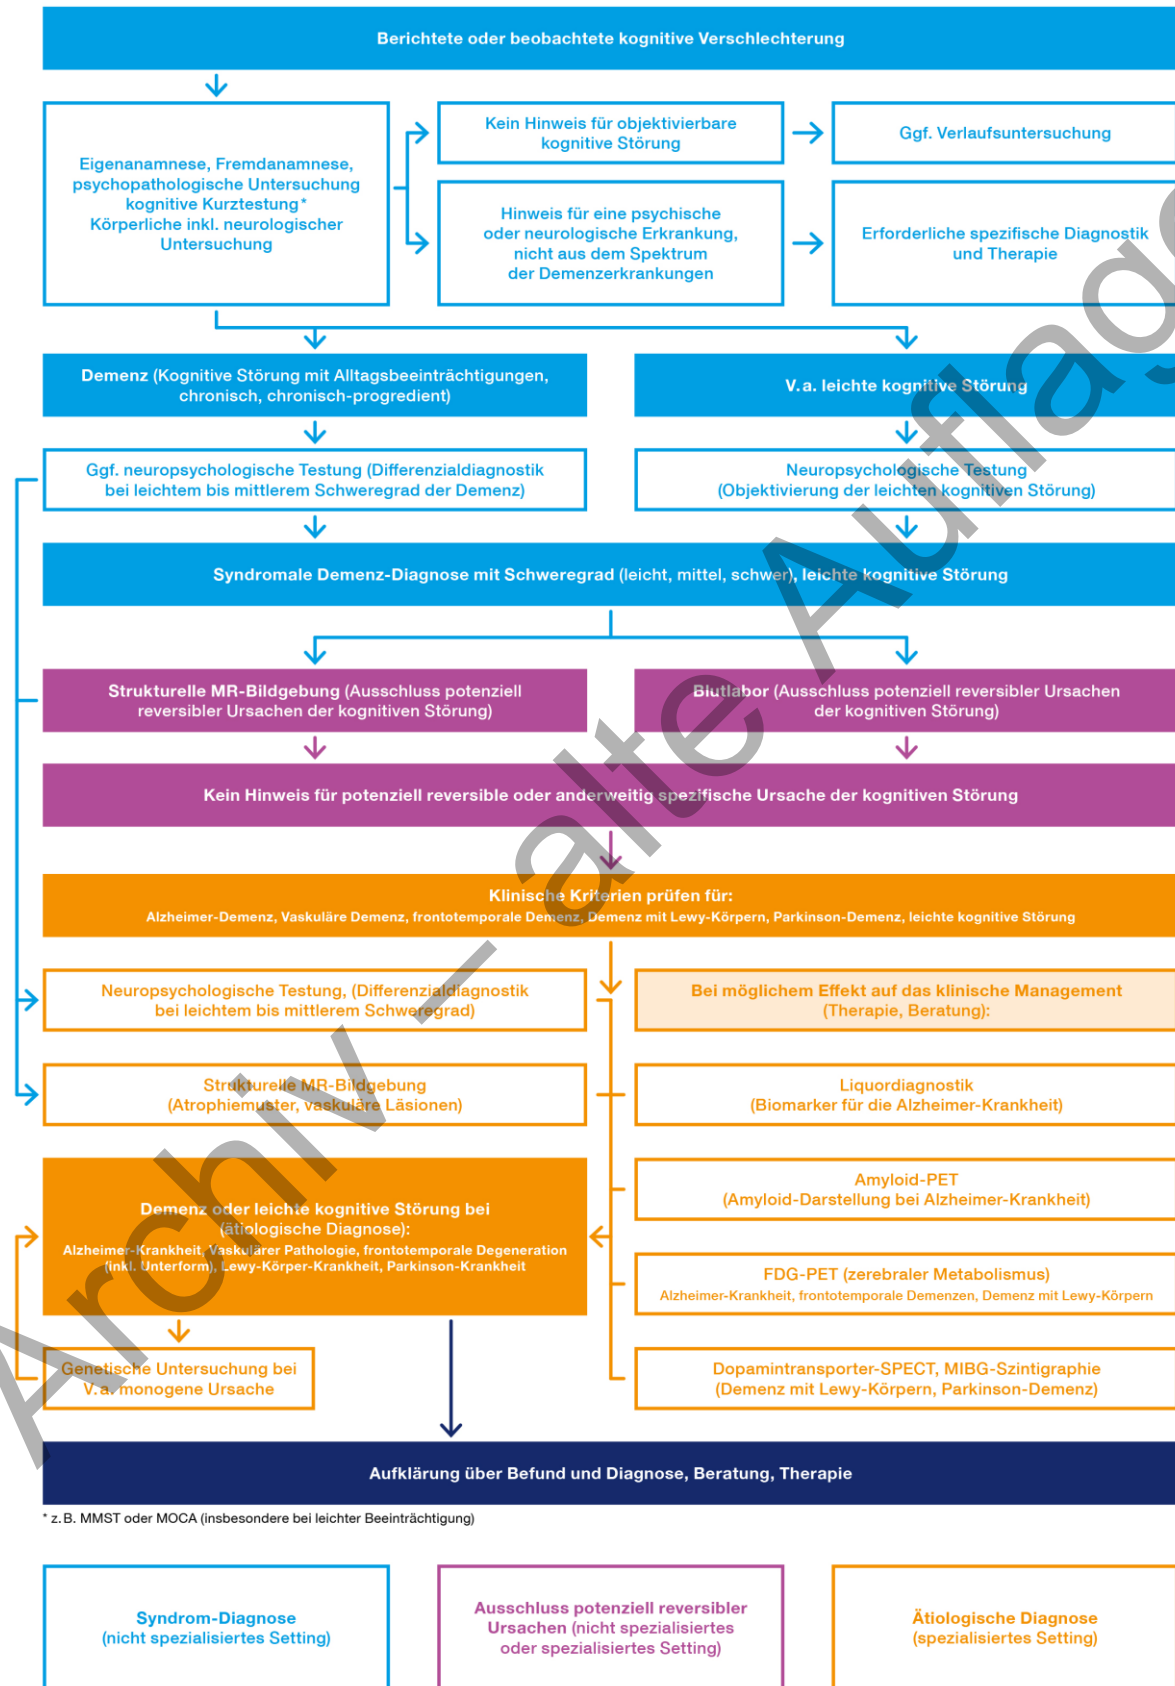 Berichtete oder beobachtete kognitive Verschlechterung
Eigenanamnese, Fremdanamnese,
psychopathologische Untersuchung
kognitive Kurztestung*
Körperliche inkl. neurologischer
Untersuchung
Kein Hinweis für objektivierbare
kognitive Störung
Ggf. Verlaufsuntersuchung
Hinweis für eine psychische
oder neurologische Erkrankung,
nicht aus dem Spektrum
der Demenzerkrankungen
Erforderliche spezifische Diagnostik
und Therapie
Demenz (Kognitive Störung mit Alltagsbeeinträchtigungen,
chronisch, chronisch-progredient)
V. a. leichte kognitive Störung
Ggf. neuropsychologische Testung (Differenzialdiagnostik
bei leichtem bis mittlerem Schweregrad der Demenz)
Neuropsychologische Testung
(Objektivierung der leichten kognitiven Störung)
Syndromale Demenz-Diagnose mit Schweregrad (leicht, mittel, schwer), leichte kognitive Störung
Strukturelle MR-Bildgebung (Ausschluss potenziell
reversibler Ursachen der kognitiven Störung)
Blutlabor (Ausschluss potenziell reversibler Ursachen
der kognitiven Störung)
Kein Hinweis für potenziell reversible oder anderweitig spezifische Ursache der kognitiven Störung
Klinische Kriterien prüfen für:
Alzheimer-Demenz, Vaskuläre Demenz, frontotemporale Demenz, Demenz mit Lewy-Körpern, Parkinson-Demenz, leichte kognitive Störung
Neuropsychologische Testung, (Differenzialdiagnostik
bei leichtem bis mittlerem Schweregrad)
Bei möglichem Effekt auf das klinische Management
(Therapie, Beratung):
Strukturelle MR-Bildgebung
(Atrophiemuster, vaskuläre Läsionen)
Liquordiagnostik
(Biomarker für die Alzheimer-Krankheit)
Demenz oder leichte kognitive Störung bei
(ätiologische Diagnose):
Alzheimer-Krankheit, Vaskulärer Pathologie, frontotemporale Degeneration
(inkl. Unterform), Lewy-Körper-Krankheit, Parkinson-Krankheit
Amyloid-PET
(Amyloid-Darstellung bei Alzheimer-Krankheit)
FDG-PET (zerebraler Metabolismus)
Alzheimer-Krankheit, frontotemporale Demenzen, Demenz mit Lewy-Körpern
Genetische Untersuchung bei
V. a. monogene Ursache
Dopamintransporter-SPECT, MIBG-Szintigraphie
(Demenz mit Lewy-Körpern, Parkinson-Demenz)
Aufklärung über Befund und Diagnose, Beratung, Therapie
* z. B. MMST oder MOCA (insbesondere bei leichter Beeinträchtigung)
Syndrom-Diagnose
(nicht spezialisiertes Setting)
Ausschluss potenziell reversibler
Ursachen (nicht spezialisiertes
oder spezialisiertes Setting)
Ätiologische Diagnose
(spezialisiertes Setting)
Archiv – alte Auflage